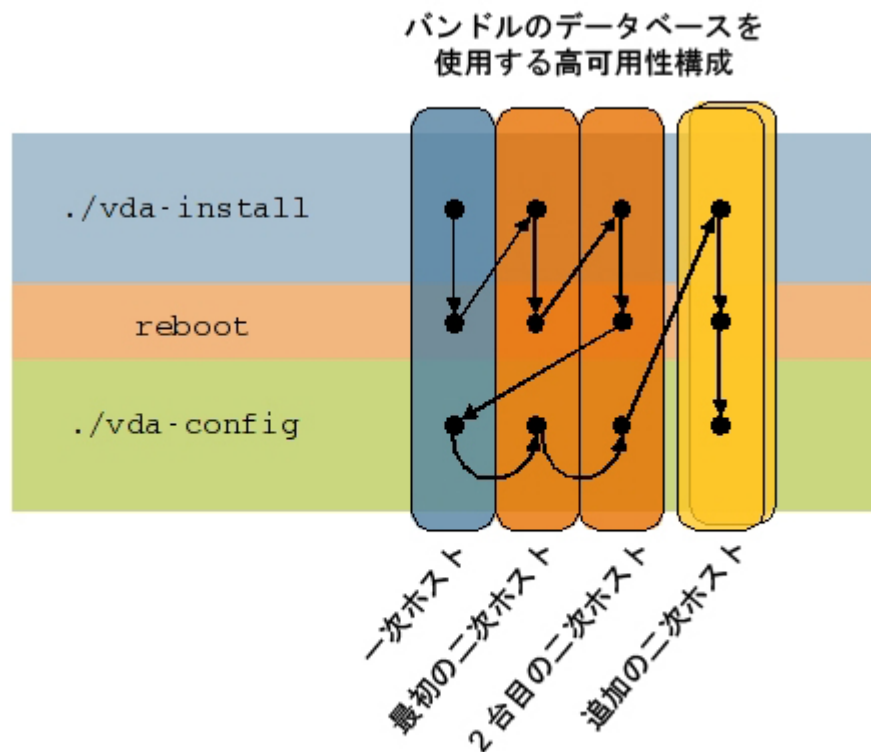 バンドルのデータベースを
使用する高可用性構成
./vda-install
reboot
./vda-config
一次ホスト
最初の二次ホスト
2台目の二次ホスト
追加の二次ホスト